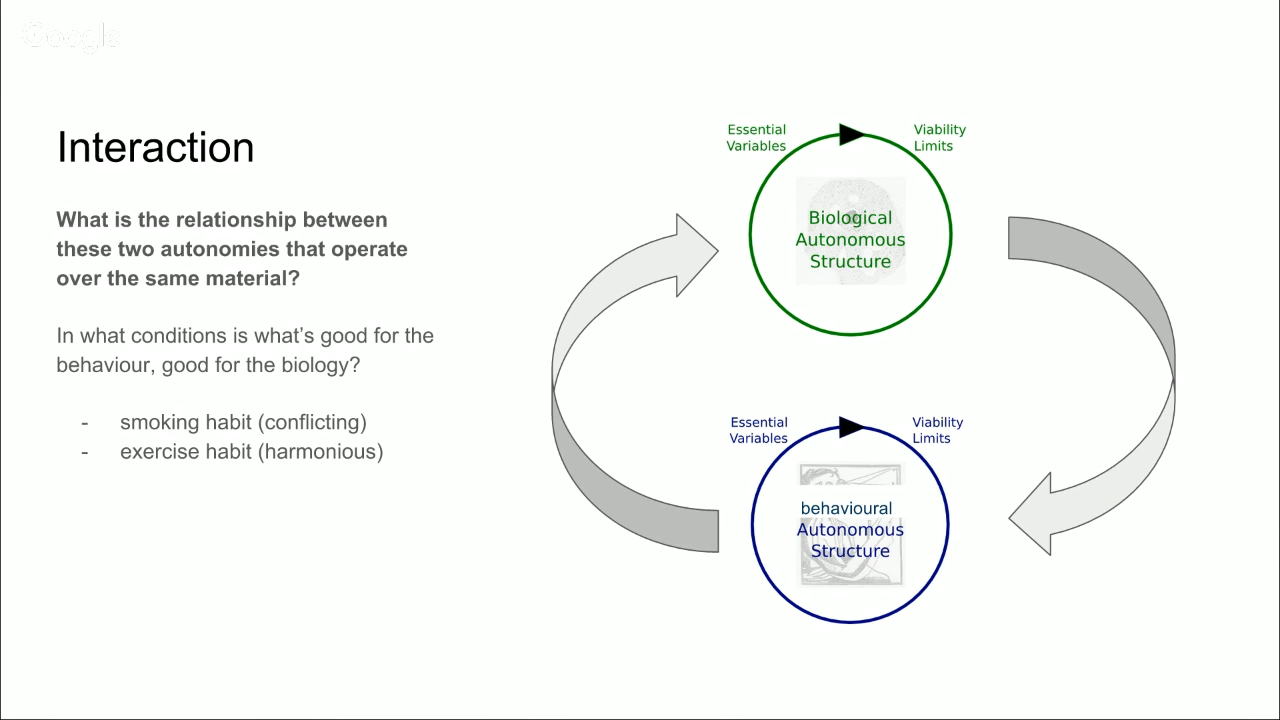 Google
Interaction
What is the relationship between
these two autonomies that operate
over the same material?
In what conditions is what's good for the
behaviour, good for the biology?
- smoking habit (conflicting)
- exercise habit (harmonious)
Essential
Variables
Viability
Limits
Biological
Autonomous
Structure
Essential
Variables
Viability
Limits
behavioural
Autonomous
Structure